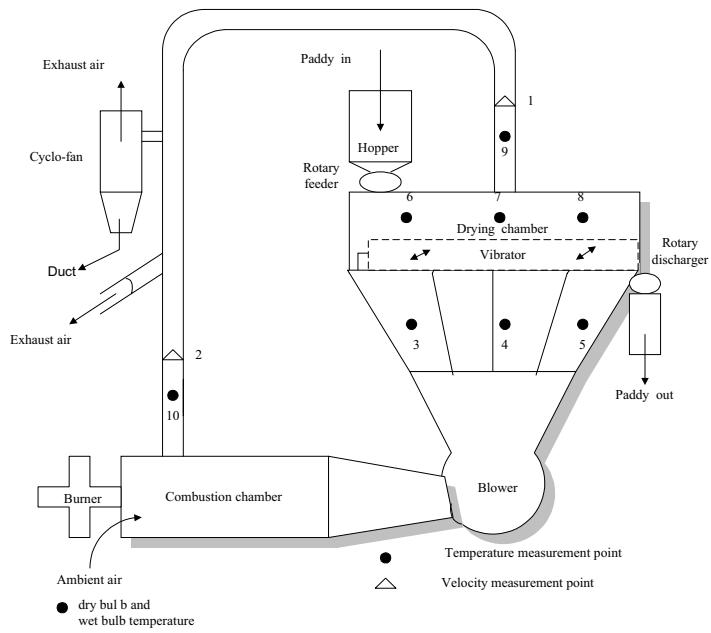 Exhaust air
Paddy in
1
Cyclo-fan
Hopper
9
Rotary
feeder
6
7
8
Drying chamber
Rotary
discharger
Vibrator
Duct
Exhaust air
2
3
4
5
10
Paddy out
Burner
Combustion chamber
Blower
Ambient air
Temperature measurement point
Velocity measurement point
dry bul b and
wet bulb temperature